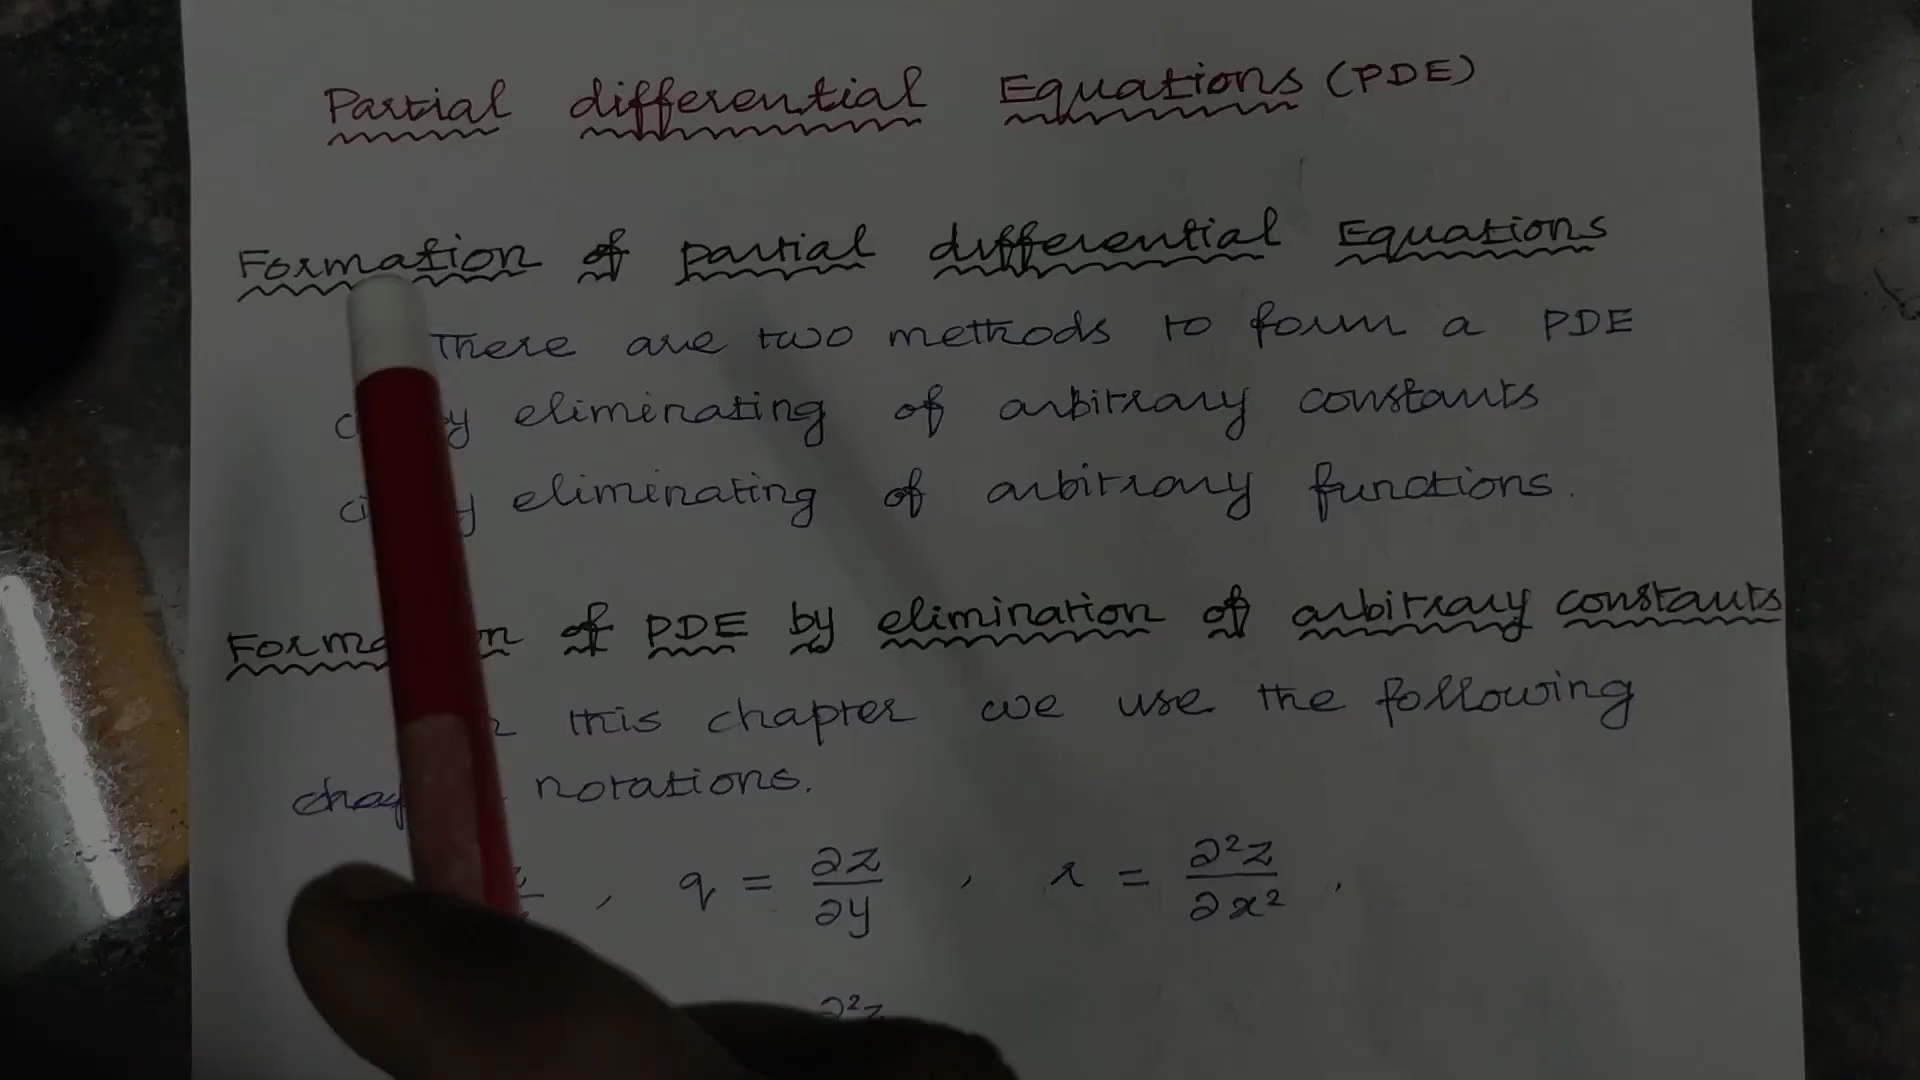 Partial differential Equations (PDE)
Formation of partial differential Equations
There are two methods to form a PDE
by eliminating of arbitrary constants
eliminating of arbitrary functions.
of PDE by elimination of arbitrary constants
this chapter we use the following
notations.
, q = ∂z/∂y , r = ∂²z/∂x² ,
∂²z